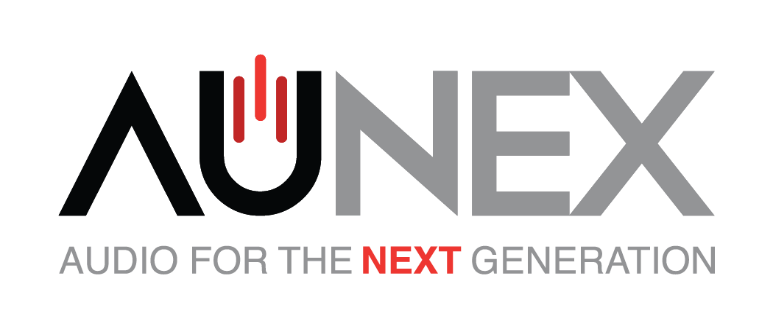 AUNEX
AUDIO FOR THE NEXT GENERATION